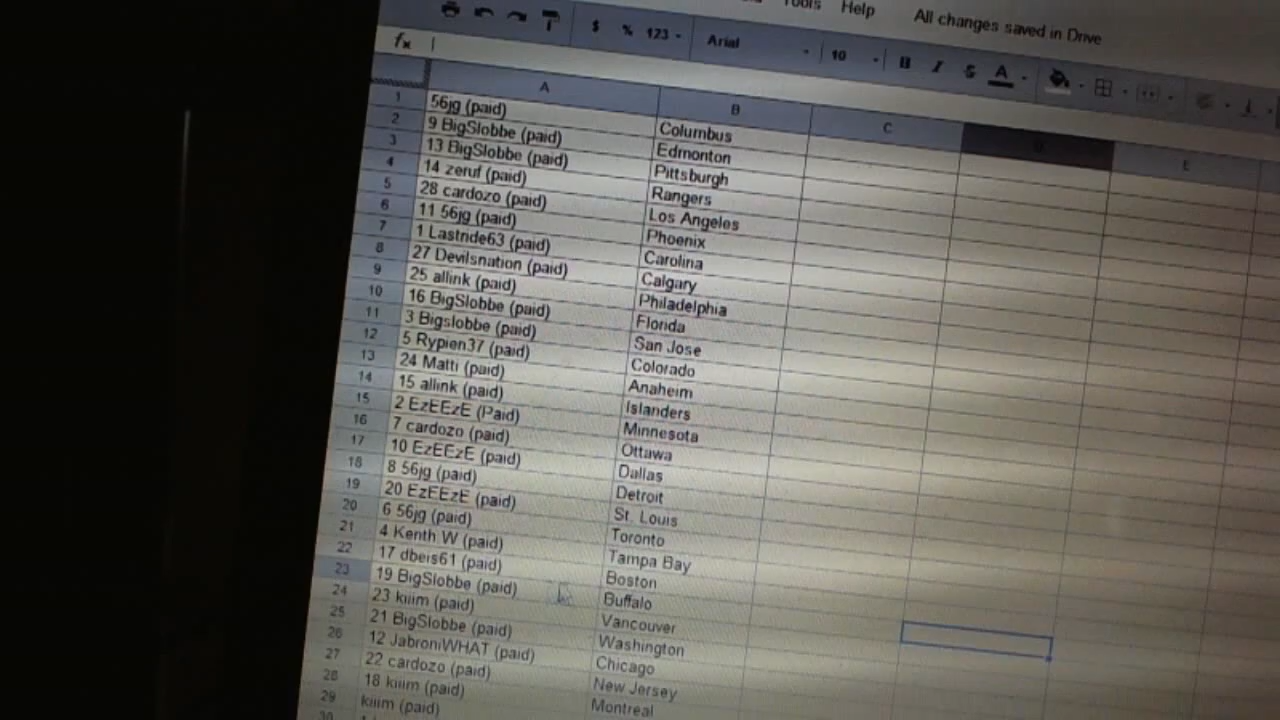 Tools Help All changes saved in Drive
$ % 123 Arial 10 B I S A
fx
A B C D E
1 56jg (paid) Columbus
2 9 BigSlobbe (paid) Edmonton
3 13 BigSlobbe (paid) Pittsburgh
4 14 zeruf (paid) Rangers
5 28 cardozo (paid) Los Angeles
6 11 56jg (paid) Phoenix
7 1 Lastride63 (paid) Carolina
8 27 Devilsnation (paid) Calgary
9 25 allink (paid) Philadelphia
10 16 BigSlobbe (paid) Florida
11 3 Bigslobbe (paid) San Jose
12 5 Rypien37 (paid) Colorado
13 24 Matti (paid) Anaheim
14 15 allink (paid) Islanders
15 2 EzEEzE (Paid) Minnesota
16 7 cardozo (paid) Ottawa
17 10 EzEEzE (paid) Dallas
18 8 56jg (paid) Detroit
19 20 EzEEzE (paid) St. Louis
20 6 56jg (paid) Toronto
21 4 Kenth W (paid) Tampa Bay
22 17 dbeis61 (paid) Boston
23 19 BigSlobbe (paid) Buffalo
24 23 kiiim (paid) Vancouver
25 21 BigSlobbe (paid) Washington
26 12 JabroniWHAT (paid) Chicago
27 22 cardozo (paid) New Jersey
28 18 kiiim (paid) Montreal
29 kiiim (paid)
30